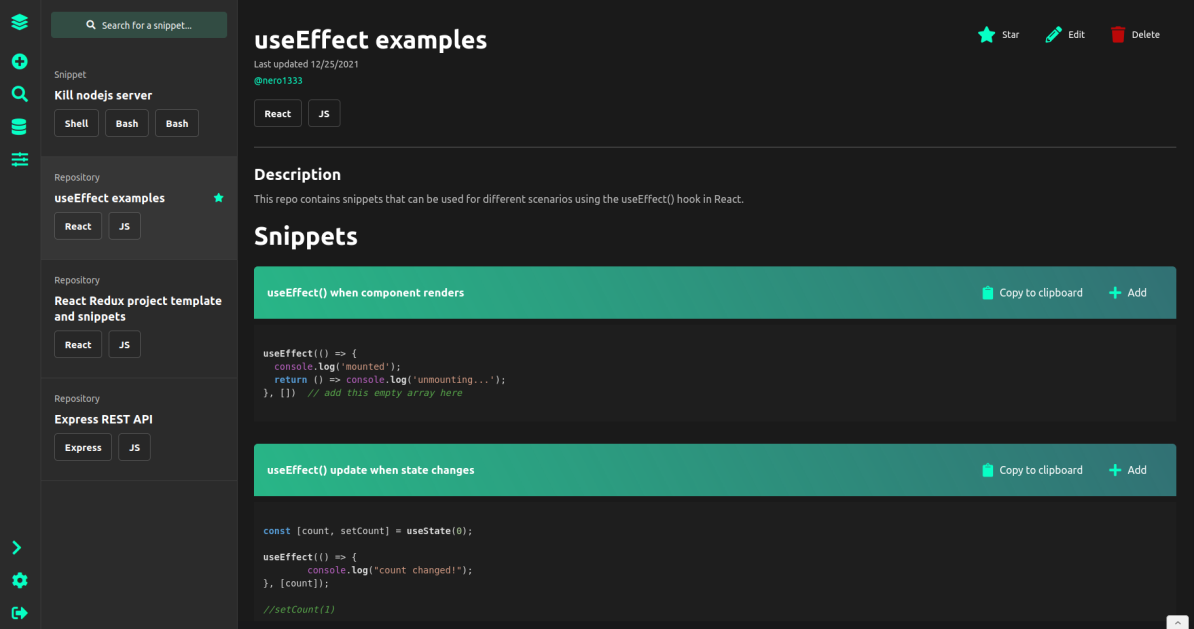 Search for a snippet...
Snippet
Kill nodejs server
Shell Bash Bash
Repository
useEffect examples
React JS
Repository
React Redux project template
and snippets
React JS
Repository
Express REST API
Express JS
useEffect examples
Last updated 12/25/2021
@nero1333
React JS
Star Edit Delete
Description
This repo contains snippets that can be used for different scenarios using the useEffect() hook in React.
Snippets
useEffect() when component renders
Copy to clipboard Add
useEffect(() => {
  console.log('mounted');
  return () => console.log('unmounting...');
}, [])  // add this empty array here
useEffect() update when state changes
Copy to clipboard Add
const [count, setCount] = useState(0);
useEffect(() => {
        console.log("count changed!");
}, [count]);
//setCount(1)